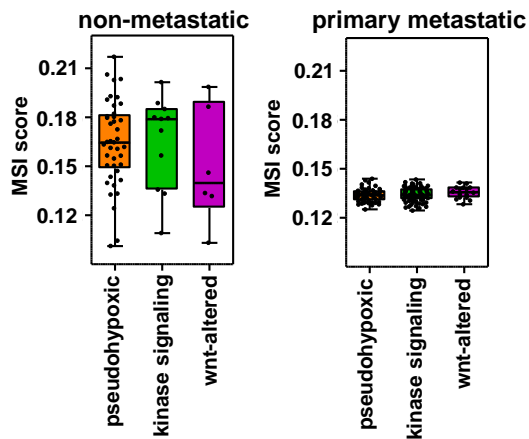 non-metastatic
MSI score
0.21
0.18
0.15
0.12
pseudohypoxic
kinase signaling
wnt-altered
primary metastatic
MSI score
0.21
0.18
0.15
0.12
pseudohypoxic
kinase signaling
wnt-altered